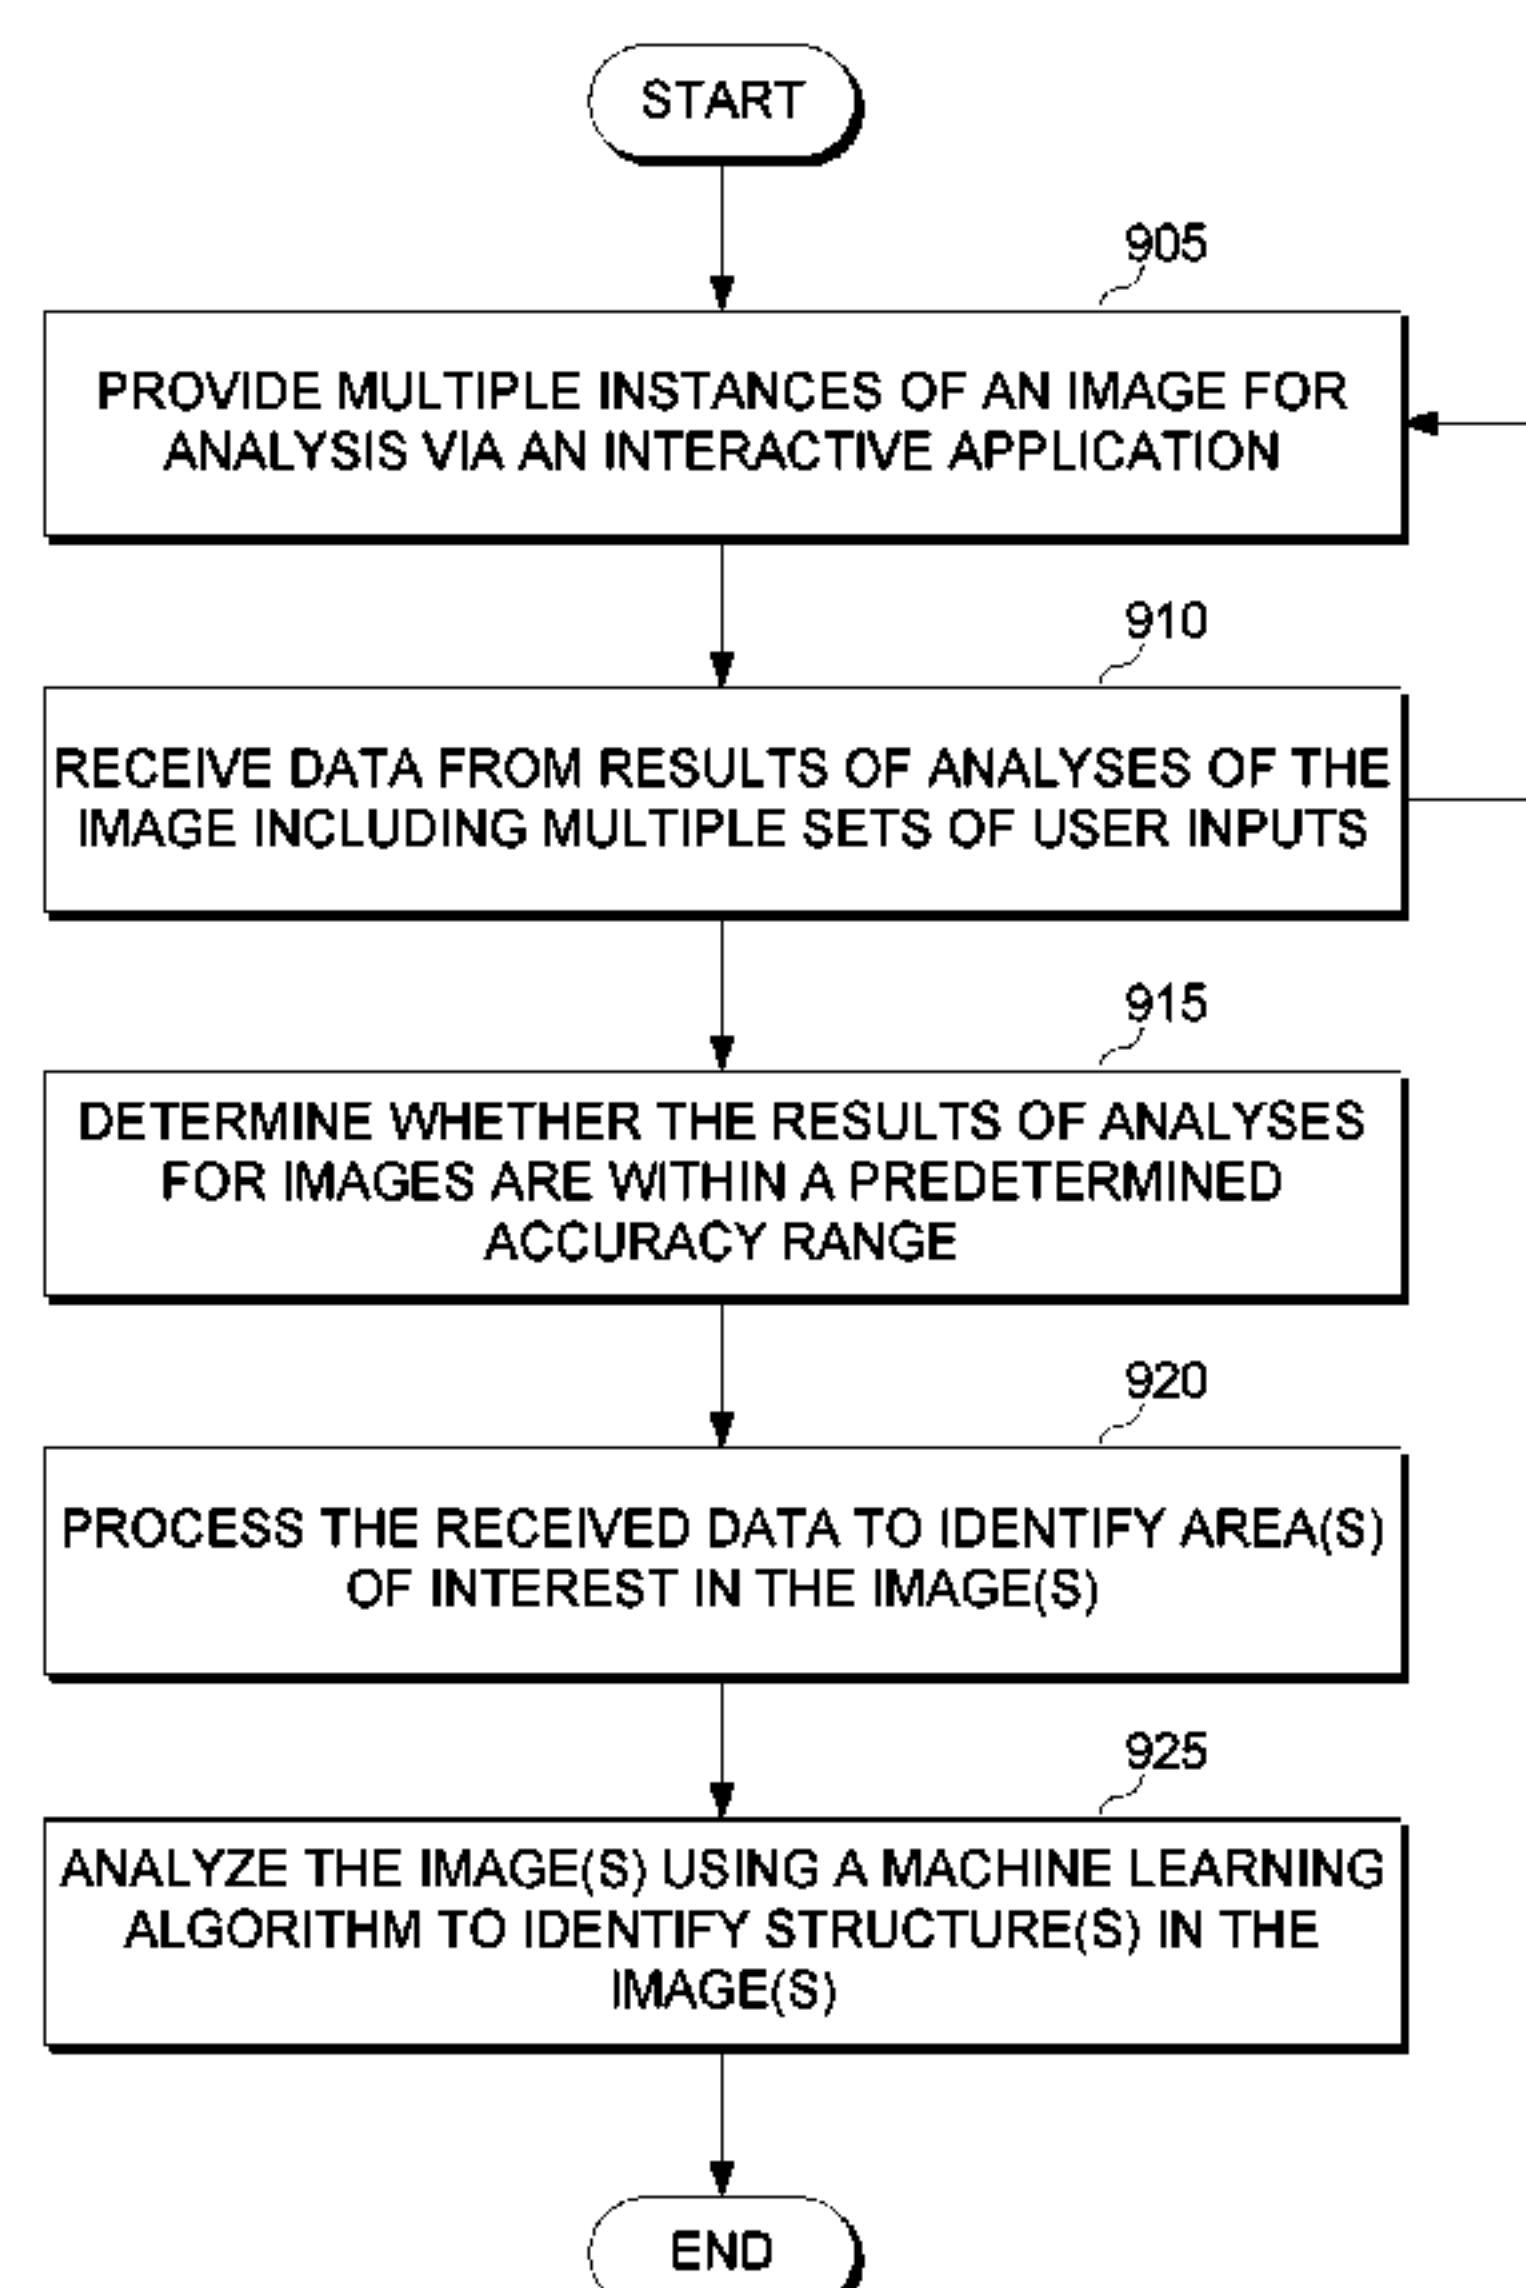 START
905
PROVIDE MULTIPLE INSTANCES OF AN IMAGE FOR
ANALYSIS VIA AN INTERACTIVE APPLICATION
910
RECEIVE DATA FROM RESULTS OF ANALYSES OF THE
IMAGE INCLUDING MULTIPLE SETS OF USER INPUTS
915
DETERMINE WHETHER THE RESULTS OF ANALYSES
FOR IMAGES ARE WITHIN A PREDETERMINED
ACCURACY RANGE
920
PROCESS THE RECEIVED DATA TO IDENTIFY AREA(S)
OF INTEREST IN THE IMAGE(S)
925
ANALYZE THE IMAGE(S) USING A MACHINE LEARNING
ALGORITHM TO IDENTIFY STRUCTURE(S) IN THE
IMAGE(S)
END